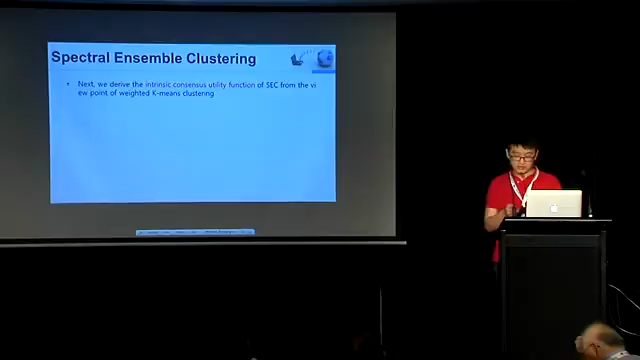 Spectral Ensemble Clustering
Next, we derive the intrinsic consensus utility function of SEC from the vi
ew point of weighted K-means clustering